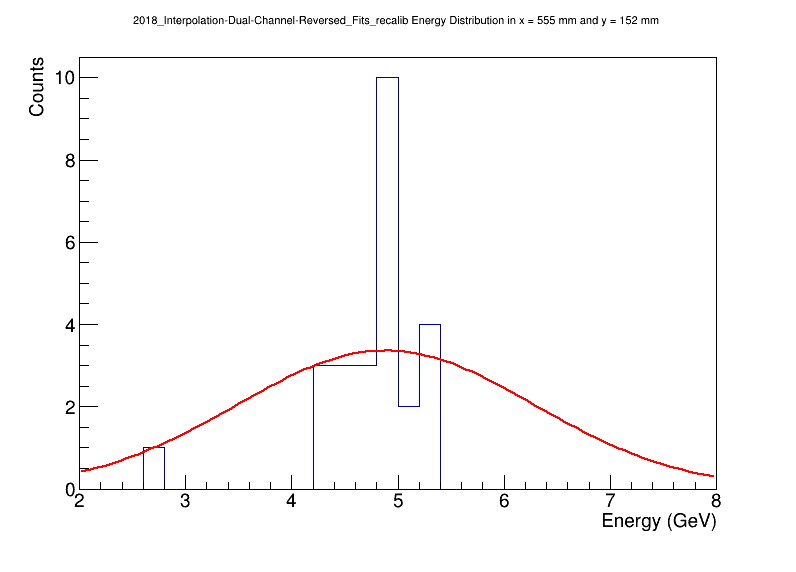 2018_Interpolation-Dual-Channel-Reversed_Fits_recalib Energy Distribution in x = 555 mm and y = 152 mm
Counts
10
8
6
4
2
0
2 3 4 5 6 7 8
Energy (GeV)